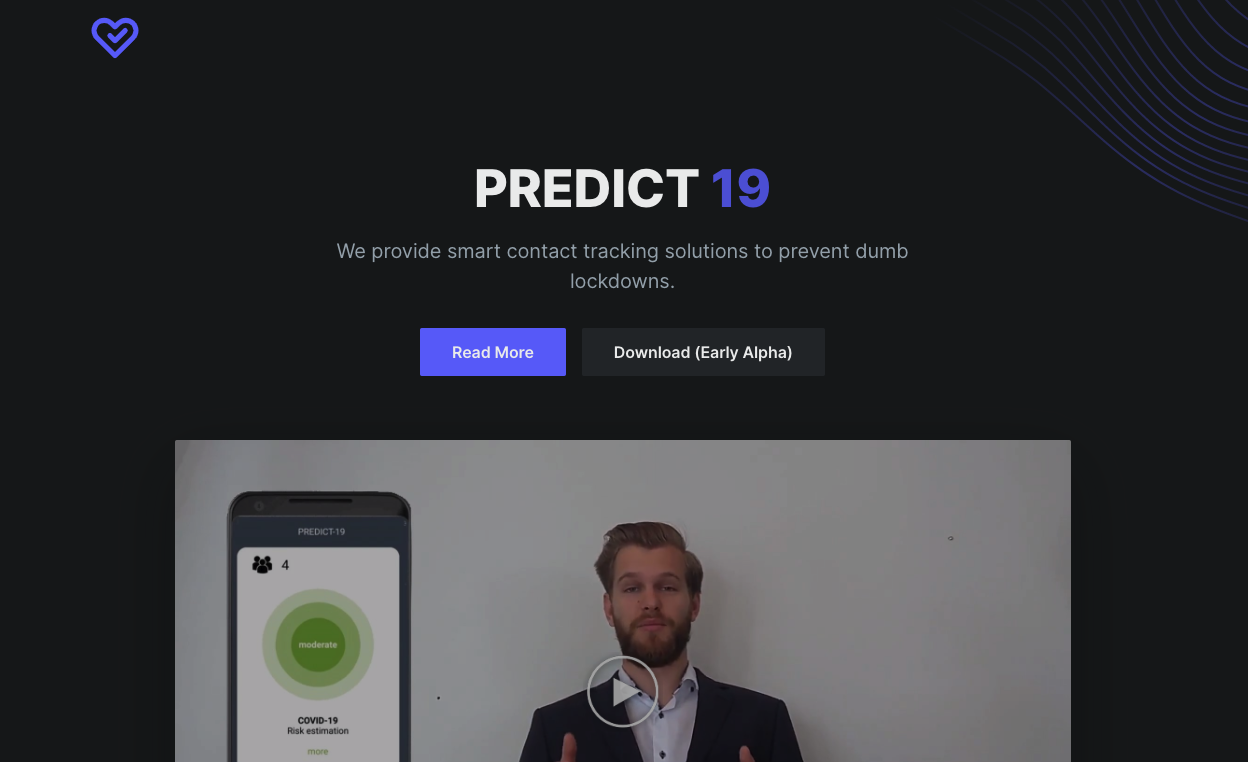 PREDICT 19
We provide smart contact tracking solutions to prevent dumb
lockdowns.
Read More
Download (Early Alpha)
PREDICT-19
4
moderate
COVID-19
Risk estimation
more